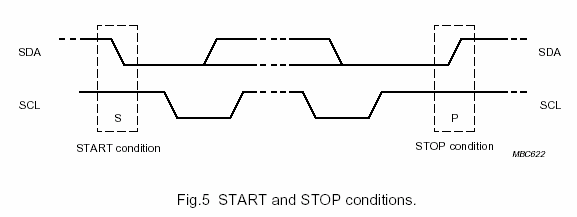 SDA SDA
SCL SCL
S P
START condition STOP condition
MBC622
Fig.5 START and STOP conditions.